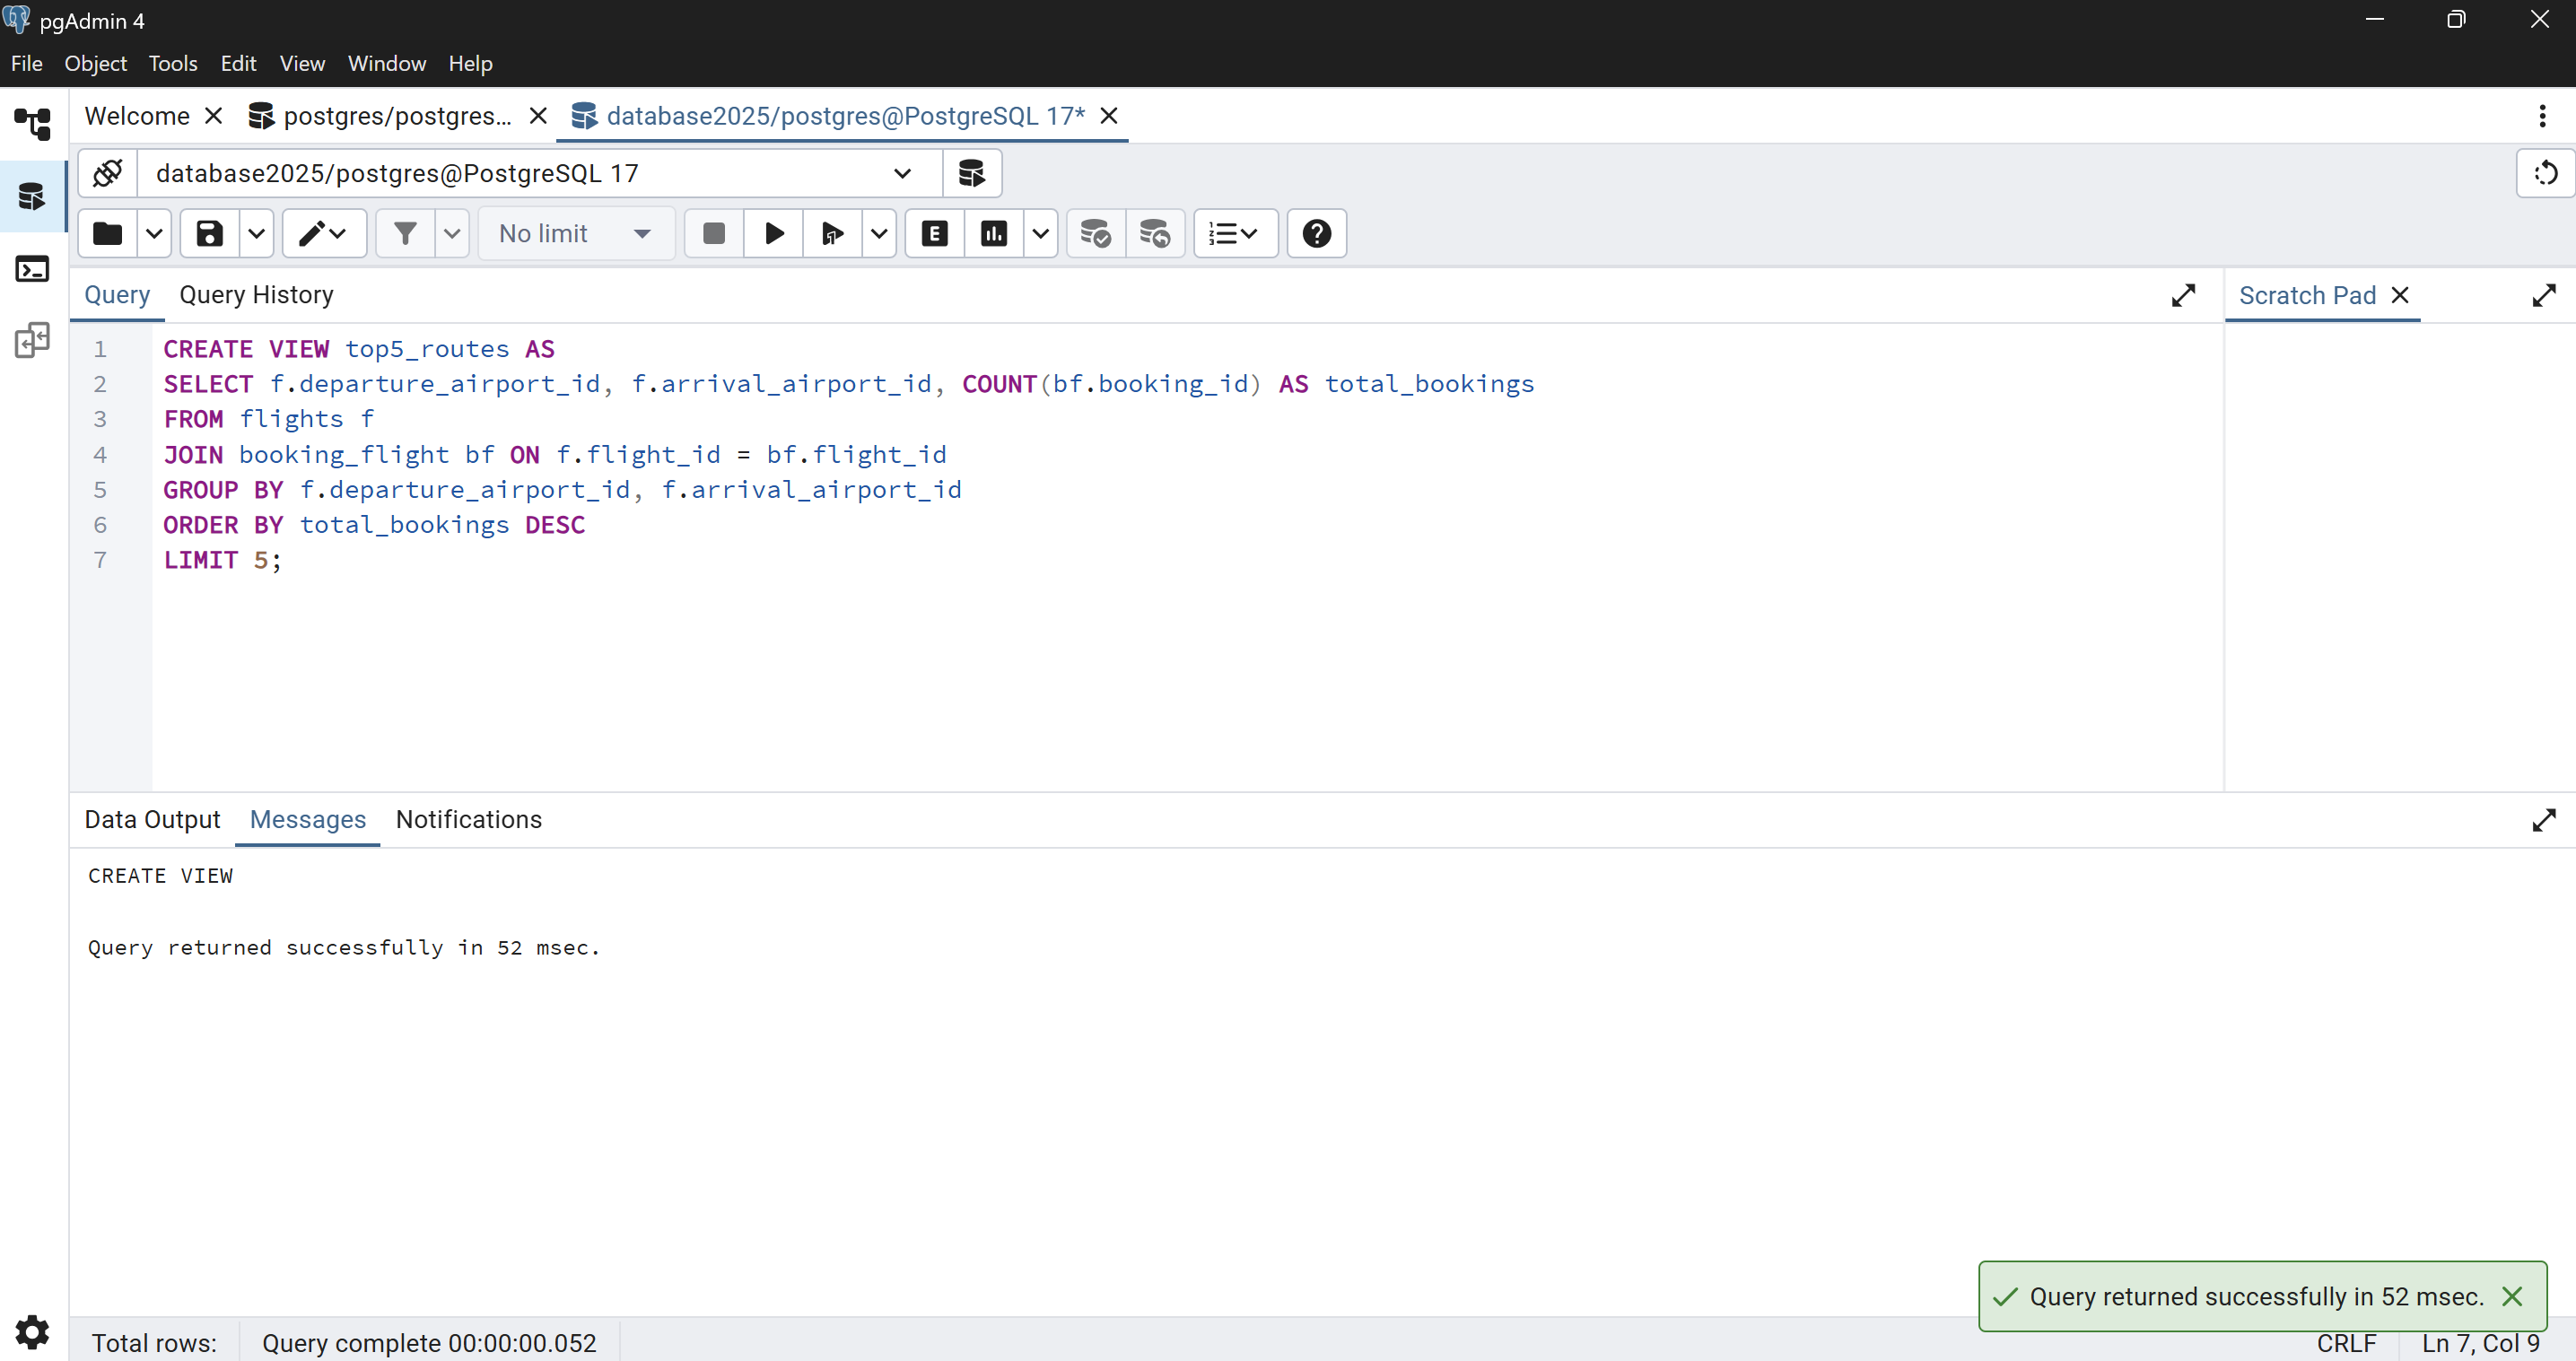 pgAdmin 4
File Object Tools Edit View Window Help
Welcome postgres/postgres... database2025/postgres@PostgreSQL 17*
database2025/postgres@PostgreSQL 17
No limit
Query Query History
Scratch Pad
1 CREATE VIEW top5_routes AS
2 SELECT f.departure_airport_id, f.arrival_airport_id, COUNT(bf.booking_id) AS total_bookings
3 FROM flights f
4 JOIN booking_flight bf ON f.flight_id = bf.flight_id
5 GROUP BY f.departure_airport_id, f.arrival_airport_id
6 ORDER BY total_bookings DESC
7 LIMIT 5;
Data Output Messages Notifications
CREATE VIEW
Query returned successfully in 52 msec.
Query returned successfully in 52 msec.
Total rows: Query complete 00:00:00.052 CRLF Ln 7, Col 9